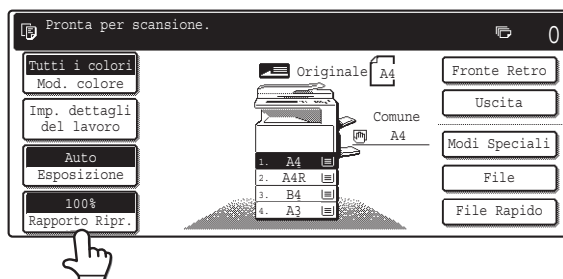 Pronta per scansione.
0
Tutti i colori
Mod. colore
Imp. dettagli
del lavoro
Auto
Esposizione
100%
Rapporto Ripr.
Originale A4
Comune
A4
1. A4
2. A4R
3. B4
4. A3
Fronte Retro
Uscita
Modi Speciali
File
File Rapido